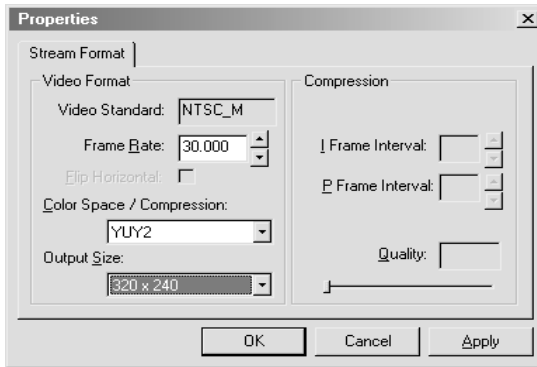 Properties
Stream Format
Video Format
Video Standard: NTSC_M
Frame Rate: 30.000
Flip Horizontal:
Color Space / Compression:
YUY2
Output Size:
320 x 240
Compression
I Frame Interval:
P Frame Interval:
Quality:
OK Cancel Apply